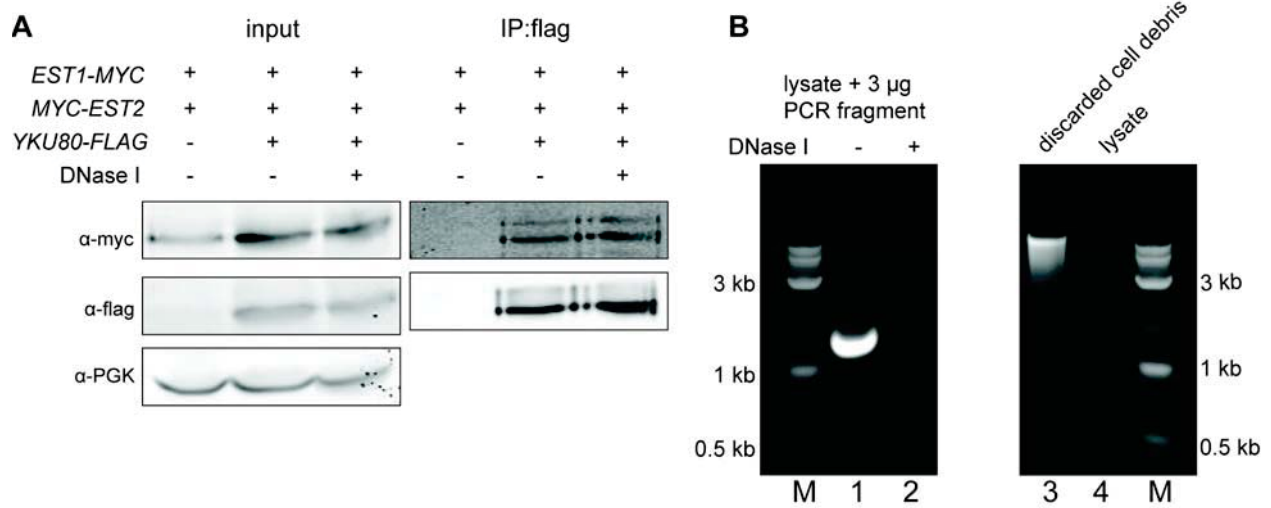 A
input
IP:flag
EST1-MYC + + + + + +
MYC-EST2 + + + + + +
YKU80-FLAG - + + - + +
DNase I - - + - - +
α-myc
α-flag
α-PGK
B
lysate + 3 µg
PCR fragment
DNase I - +
3 kb
1 kb
0.5 kb
M 1 2
discarded cell debris
lysate
3 kb
1 kb
0.5 kb
3 4 M